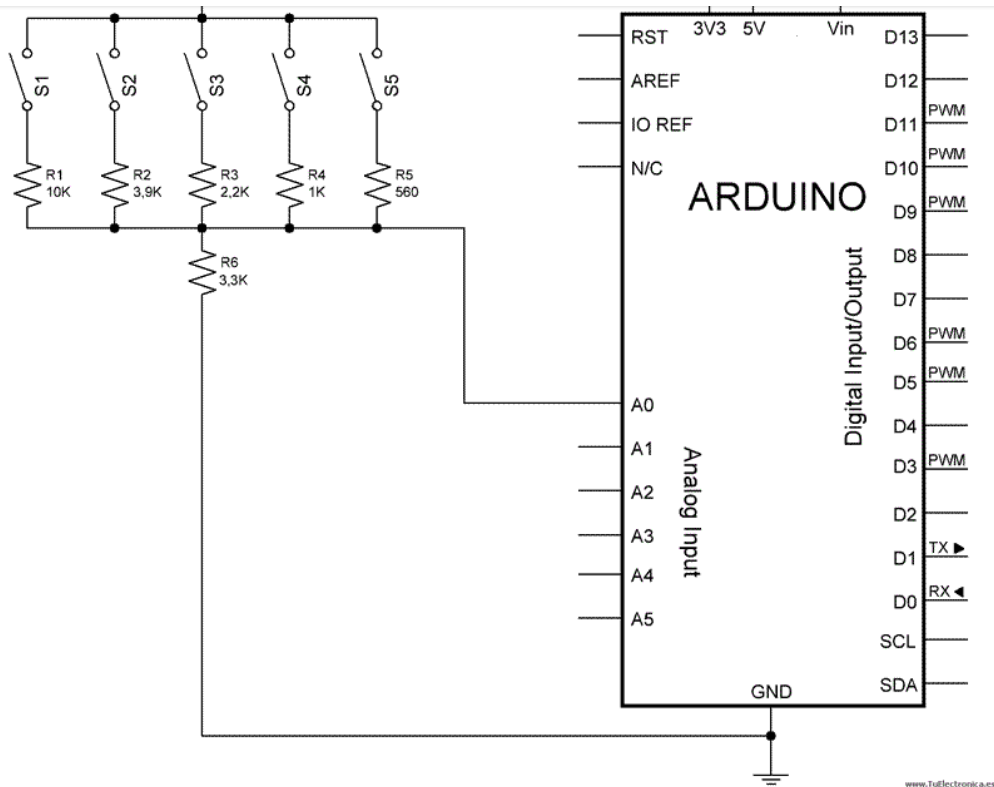 S1
S2
S3
S4
S5
R1
10K
R2
3,9K
R3
2,2K
R4
1K
R5
560
R6
3,3K
3V3 5V Vin
RST
AREF
IO REF
N/C
ARDUINO
A0
A1
A2
A3
A4
A5
Analog Input
Digital Input/Output
D13
D12
D11 PWM
D10 PWM
D9 PWM
D8
D7
D6 PWM
D5 PWM
D4
D3 PWM
D2
D1 TX
D0 RX
SCL
SDA
GND
www.TuElectronica.es